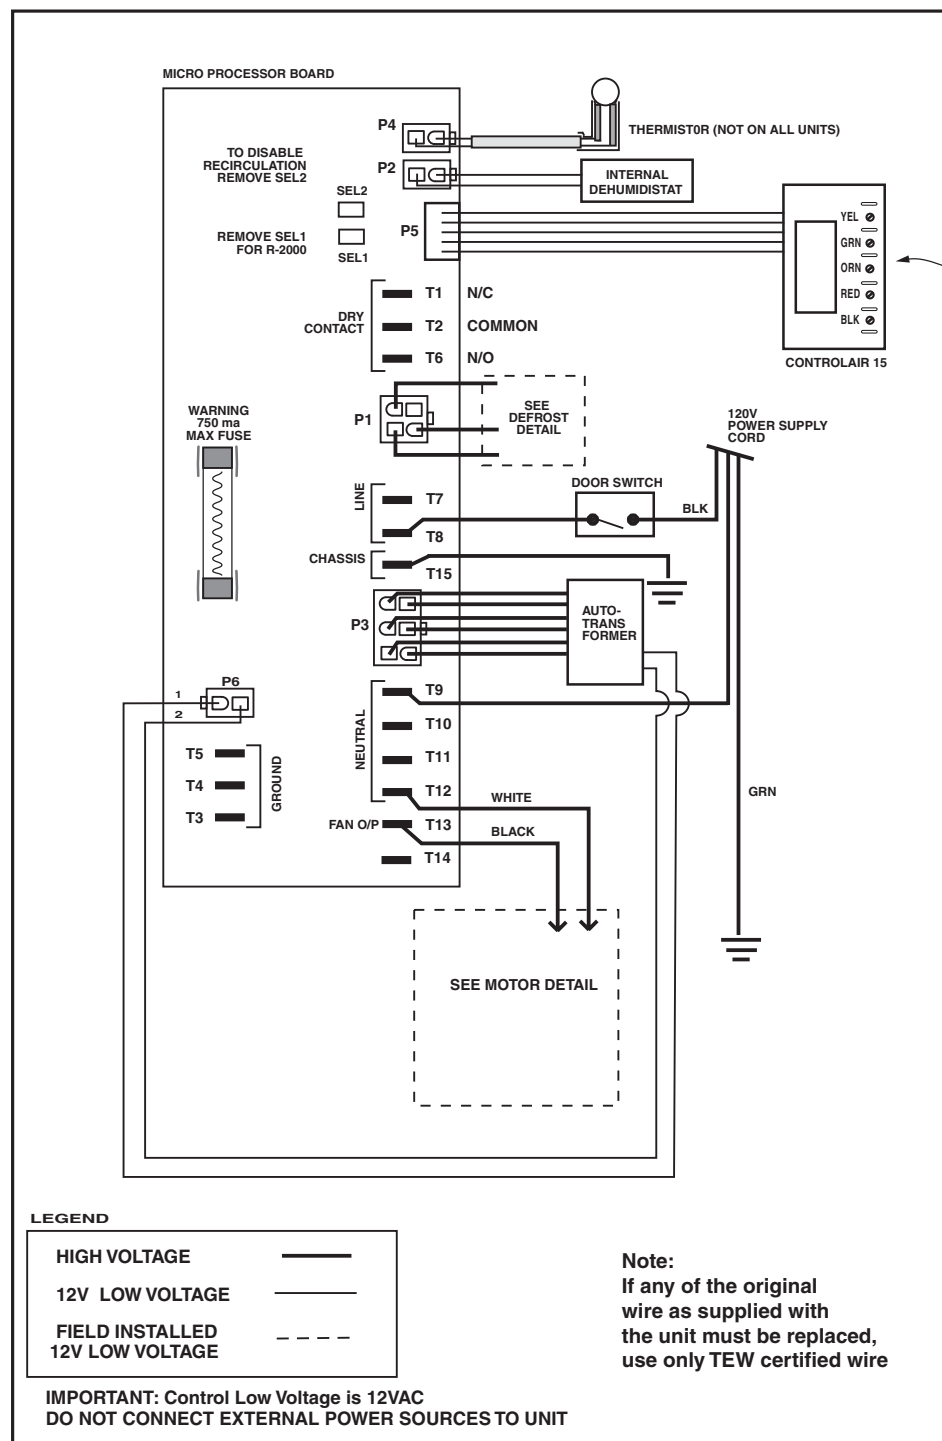 MICRO PROCESSOR BOARD
P4
THERMIST0R (NOT ON ALL UNITS)
TO DISABLE
RECIRCULATION
REMOVE SEL2
P2
INTERNAL
DEHUMIDISTAT
SEL2
REMOVE SEL1
FOR R-2000
SEL1
P5
YEL
GRN
ORN
RED
BLK
CONTROLAIR 15
DRY
CONTACT
T1 N/C
T2 COMMON
T6 N/O
P1
SEE
DEFROST
DETAIL
WARNING
750 ma
MAX FUSE
120V
POWER SUPPLY
CORD
DOOR SWITCH
BLK
LINE
T7
T8
CHASSIS
T15
P3
AUTO-
TRANS
FORMER
P6
1
2
T5
T4
T3
GROUND
NEUTRAL
T9
T10
T11
T12
WHITE
FAN O/P
T13
BLACK
T14
GRN
SEE MOTOR DETAIL
LEGEND
HIGH VOLTAGE
12V LOW VOLTAGE
FIELD INSTALLED
12V LOW VOLTAGE
Note:
If any of the original
wire as supplied with
the unit must be replaced,
use only TEW certified wire
IMPORTANT: Control Low Voltage is 12VAC
DO NOT CONNECT EXTERNAL POWER SOURCES TO UNIT